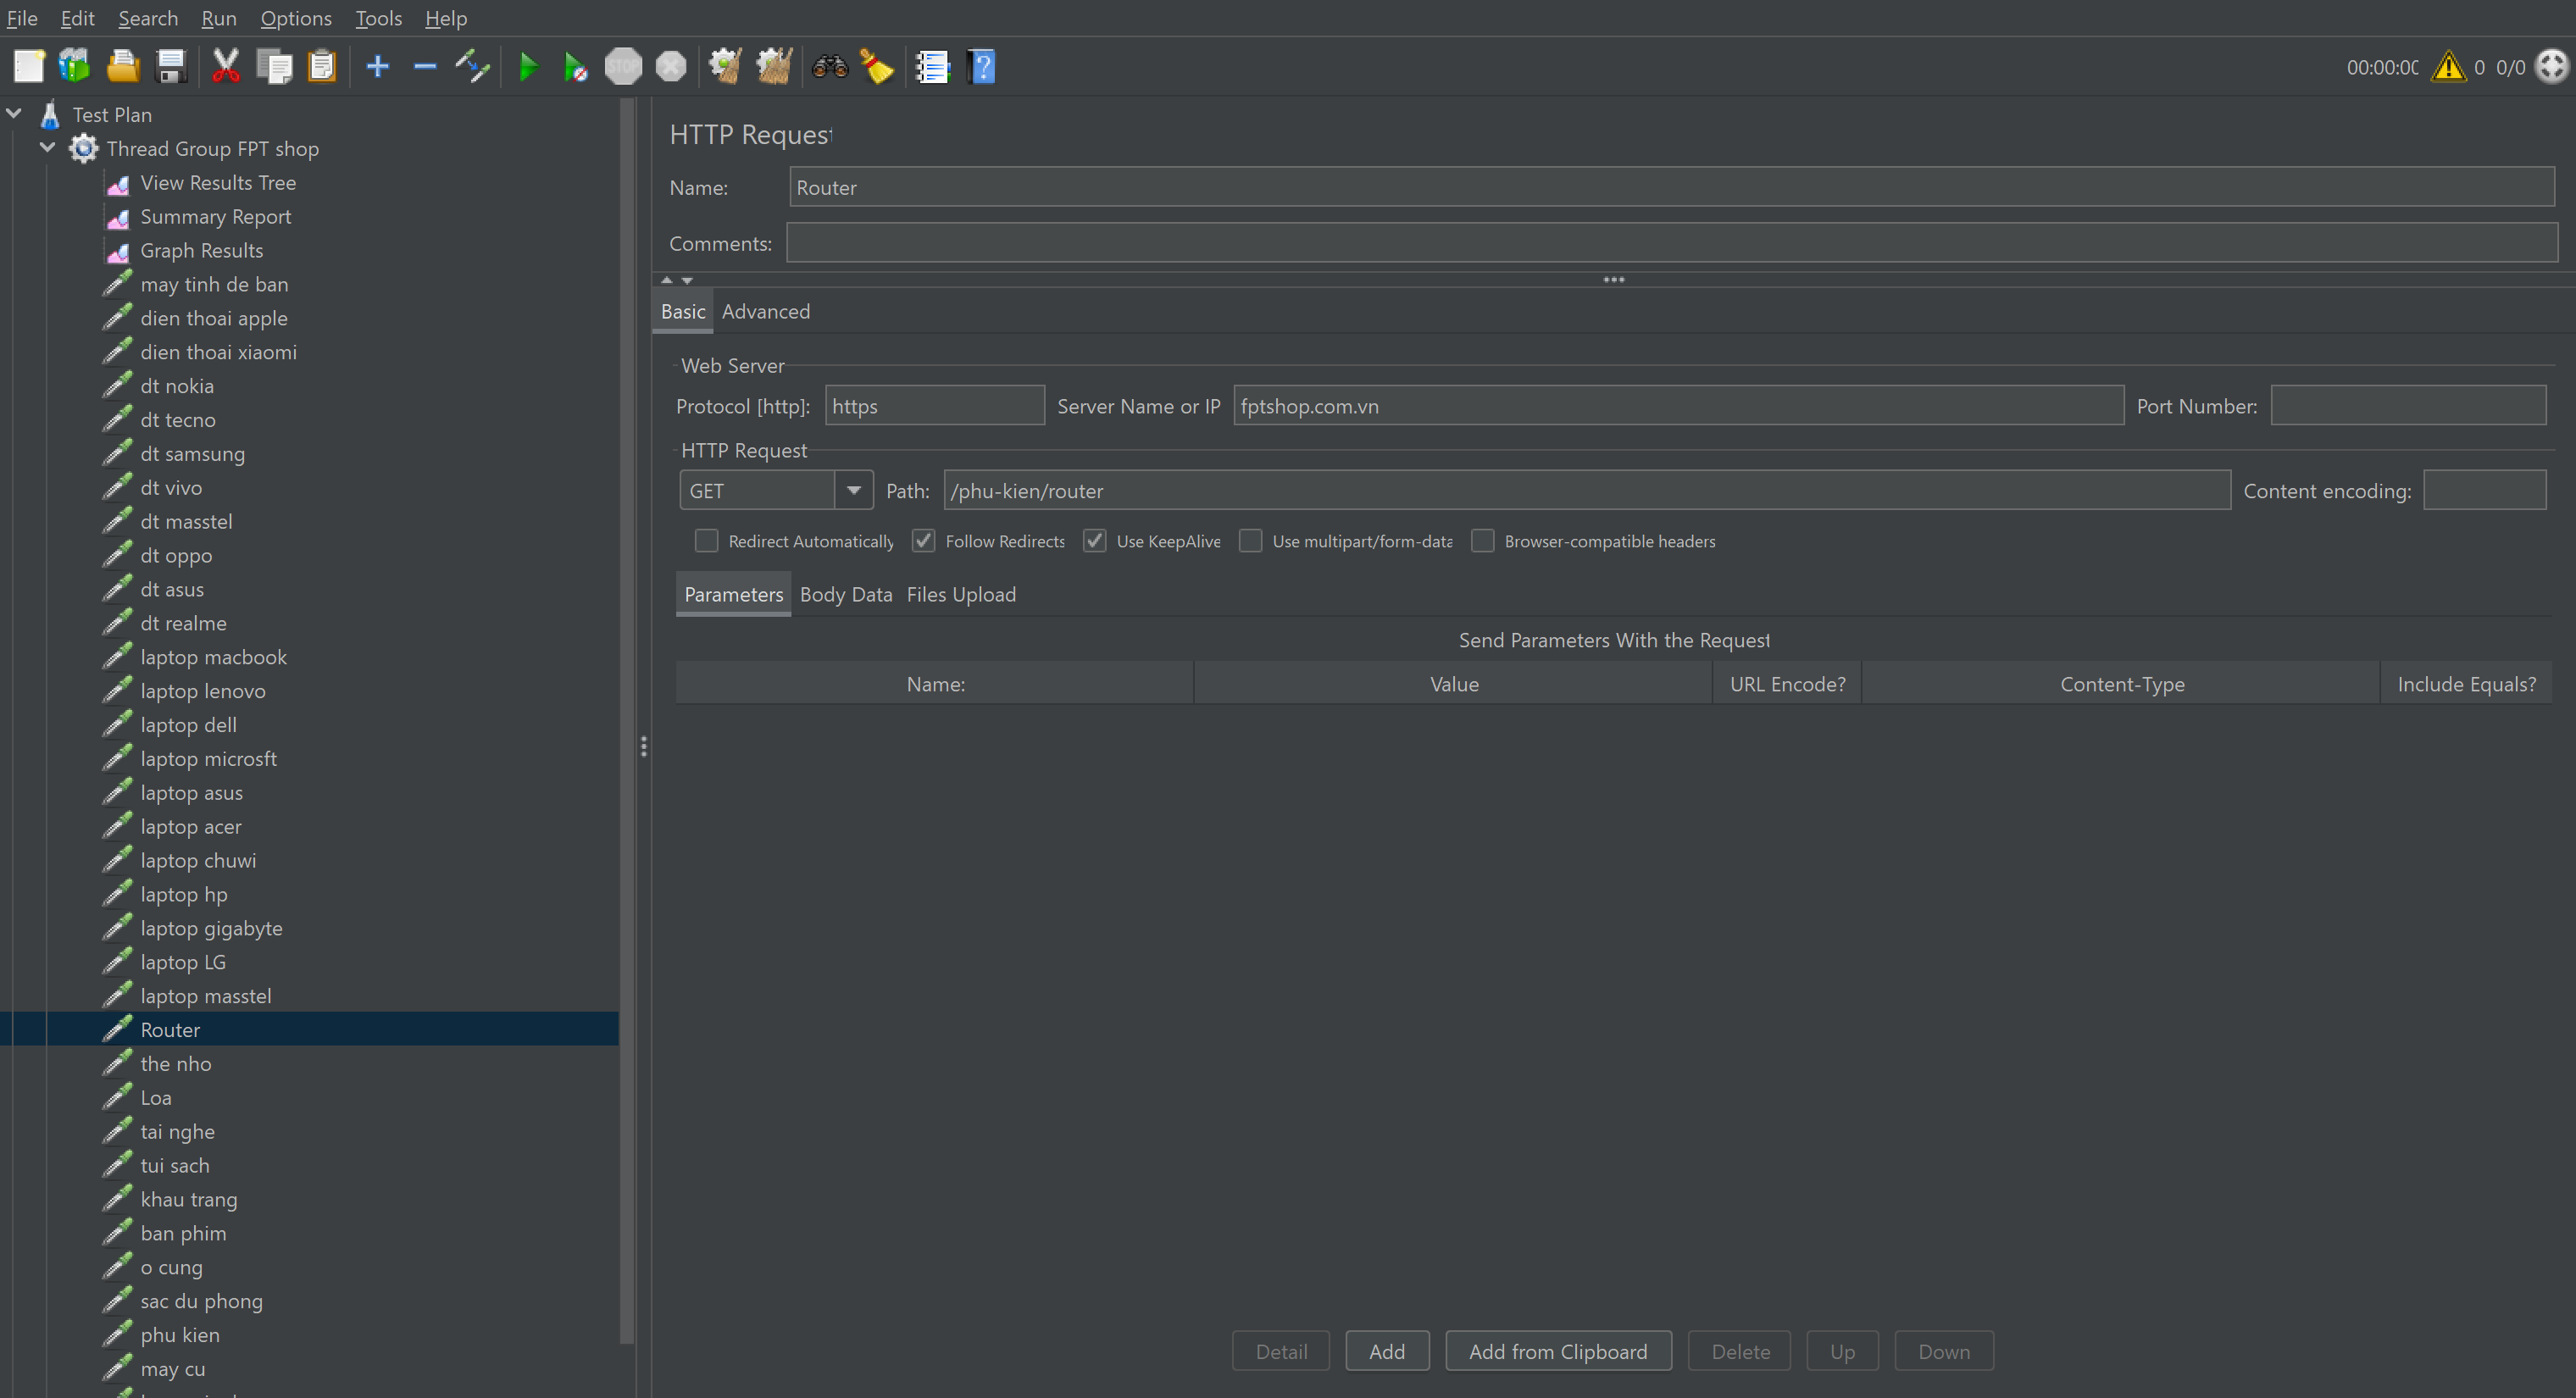 File Edit Search Run Options Tools Help
STOP
00:00:0C 0 0/0
Test Plan
Thread Group FPT shop
View Results Tree
Summary Report
Graph Results
may tinh de ban
dien thoai apple
dien thoai xiaomi
dt nokia
dt tecno
dt samsung
dt vivo
dt masstel
dt oppo
dt asus
dt realme
laptop macbook
laptop lenovo
laptop dell
laptop microsft
laptop asus
laptop acer
laptop chuwi
laptop hp
laptop gigabyte
laptop LG
laptop masstel
Router
the nho
Loa
tai nghe
tui sach
khau trang
ban phim
o cung
sac du phong
phu kien
may cu
HTTP Request
Name: Router
Comments:
Basic Advanced
Web Server
Protocol [http]: https Server Name or IP fptshop.com.vn Port Number:
HTTP Request
GET Path: /phu-kien/router Content encoding:
Redirect Automatically Follow Redirects Use KeepAlive Use multipart/form-data Browser-compatible headers
Parameters Body Data Files Upload
Send Parameters With the Request
Name: Value URL Encode? Content-Type Include Equals?
Detail Add Add from Clipboard Delete Up Down